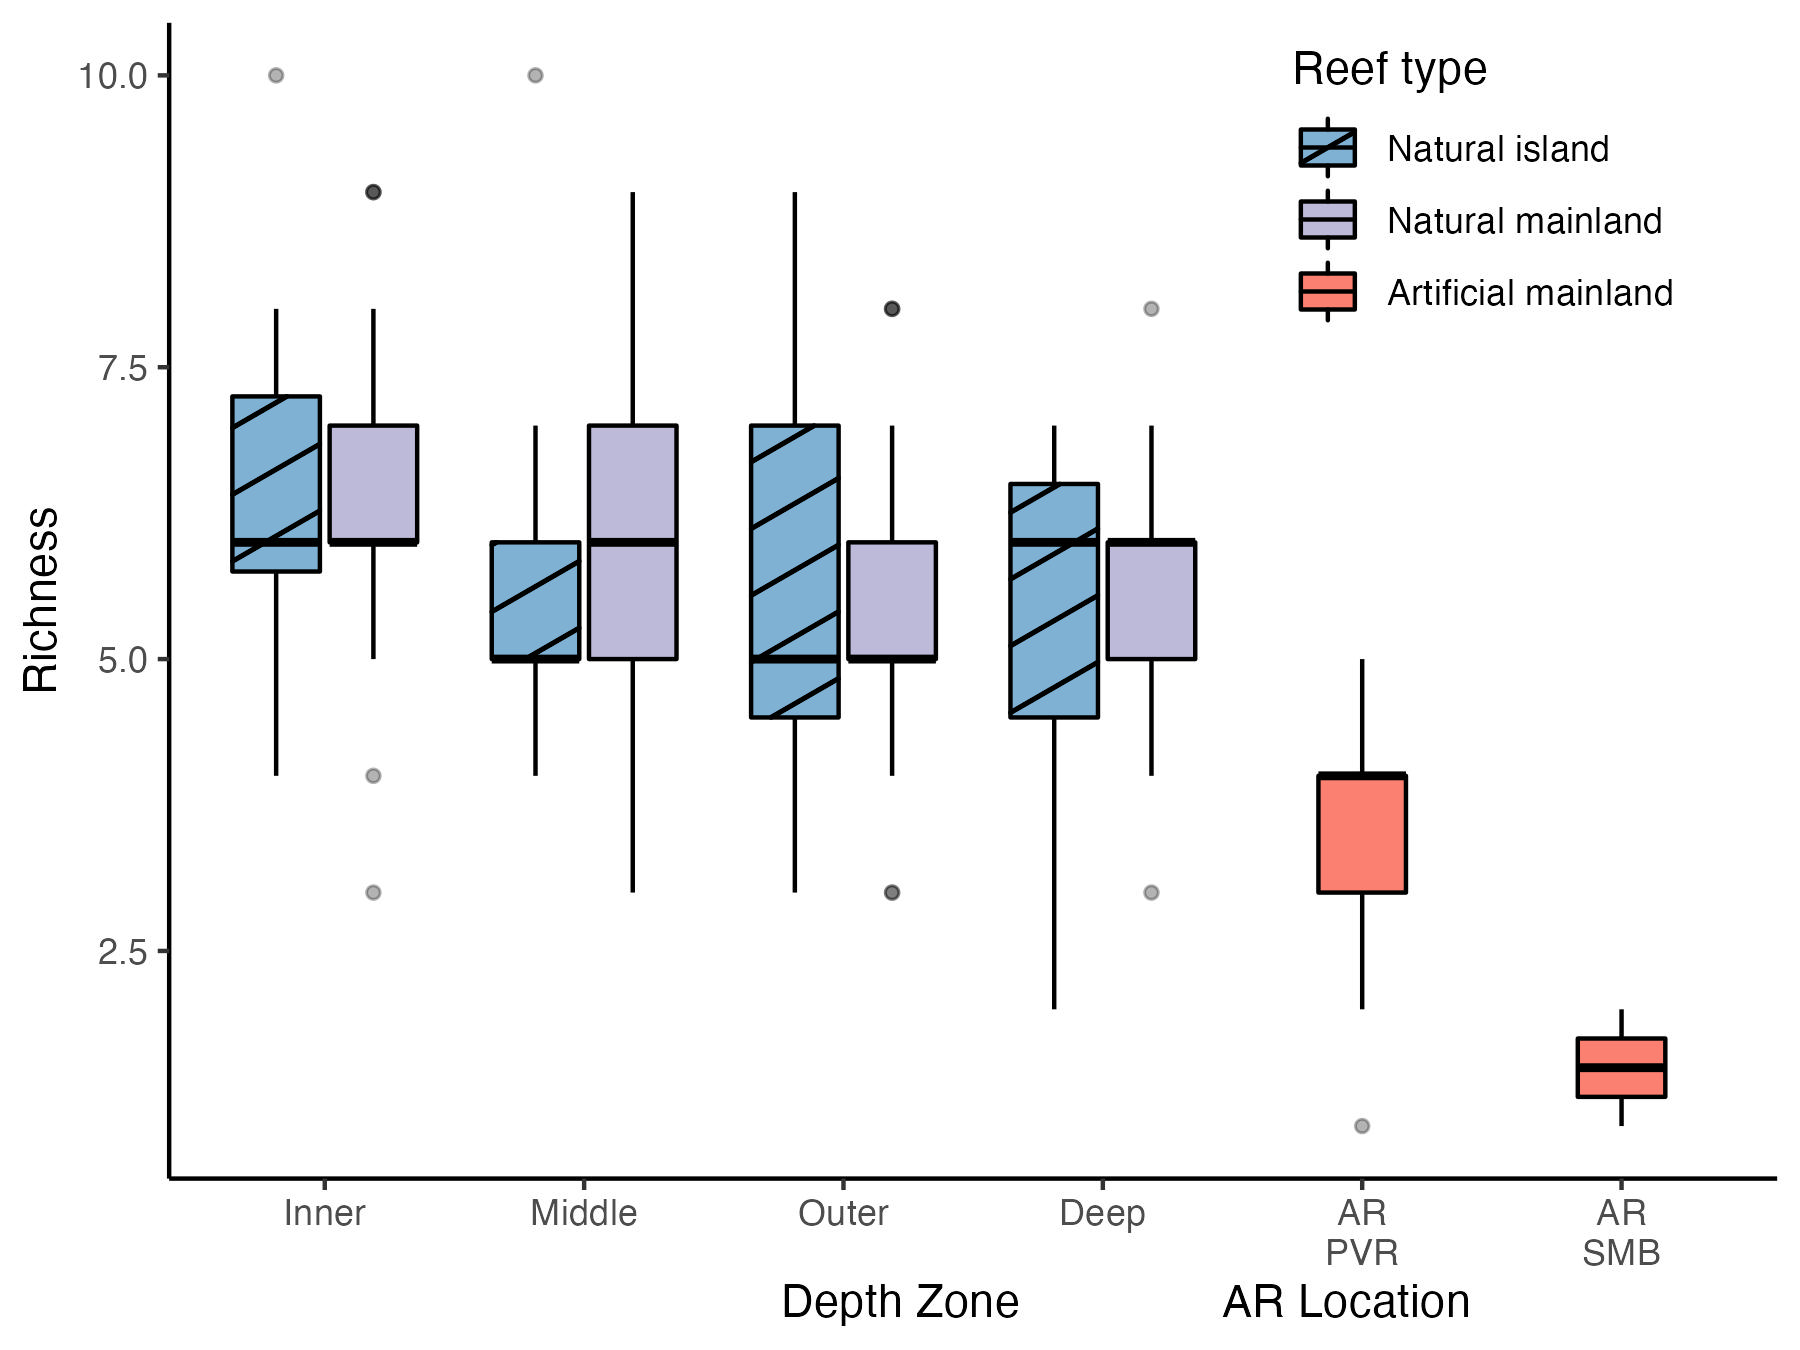 Reef type
Natural island
Natural mainland
Artificial mainland
Richness
10.0
7.5
5.0
2.5
Inner Middle Outer Deep AR PVR AR SMB
Depth Zone AR Location